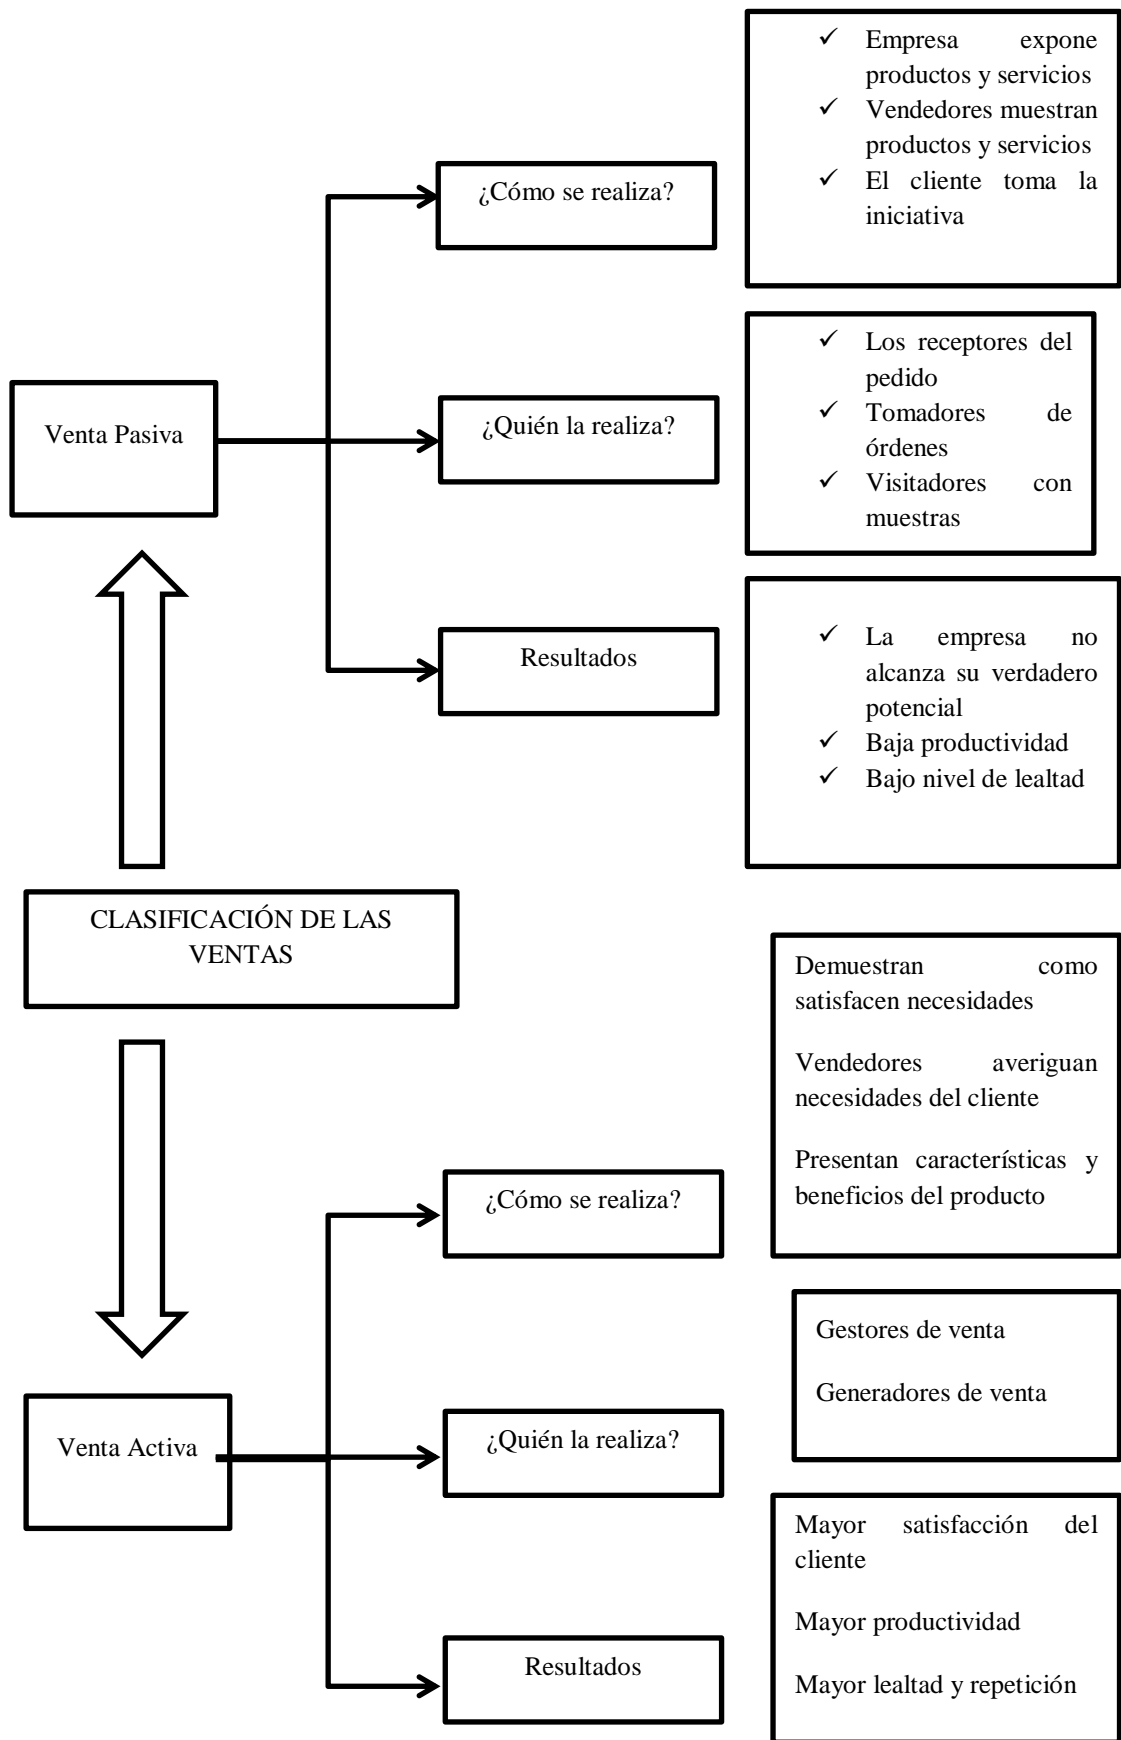 ✓ Empresa expone
productos y servicios
✓ Vendedores muestran
productos y servicios
✓ El cliente toma la
iniciativa
¿Cómo se realiza?
✓ Los receptores del
pedido
✓ Tomadores de
órdenes
✓ Visitadores con
muestras
Venta Pasiva
¿Quién la realiza?
✓ La empresa no
alcanza su verdadero
potencial
✓ Baja productividad
✓ Bajo nivel de lealtad
Resultados
CLASIFICACIÓN DE LAS
VENTAS
Demuestran como
satisfacen necesidades
Vendedores averiguan
necesidades del cliente
Presentan características y
beneficios del producto
¿Cómo se realiza?
Gestores de venta
Generadores de venta
Venta Activa
¿Quién la realiza?
Mayor satisfacción del
cliente
Mayor productividad
Mayor lealtad y repetición
Resultados